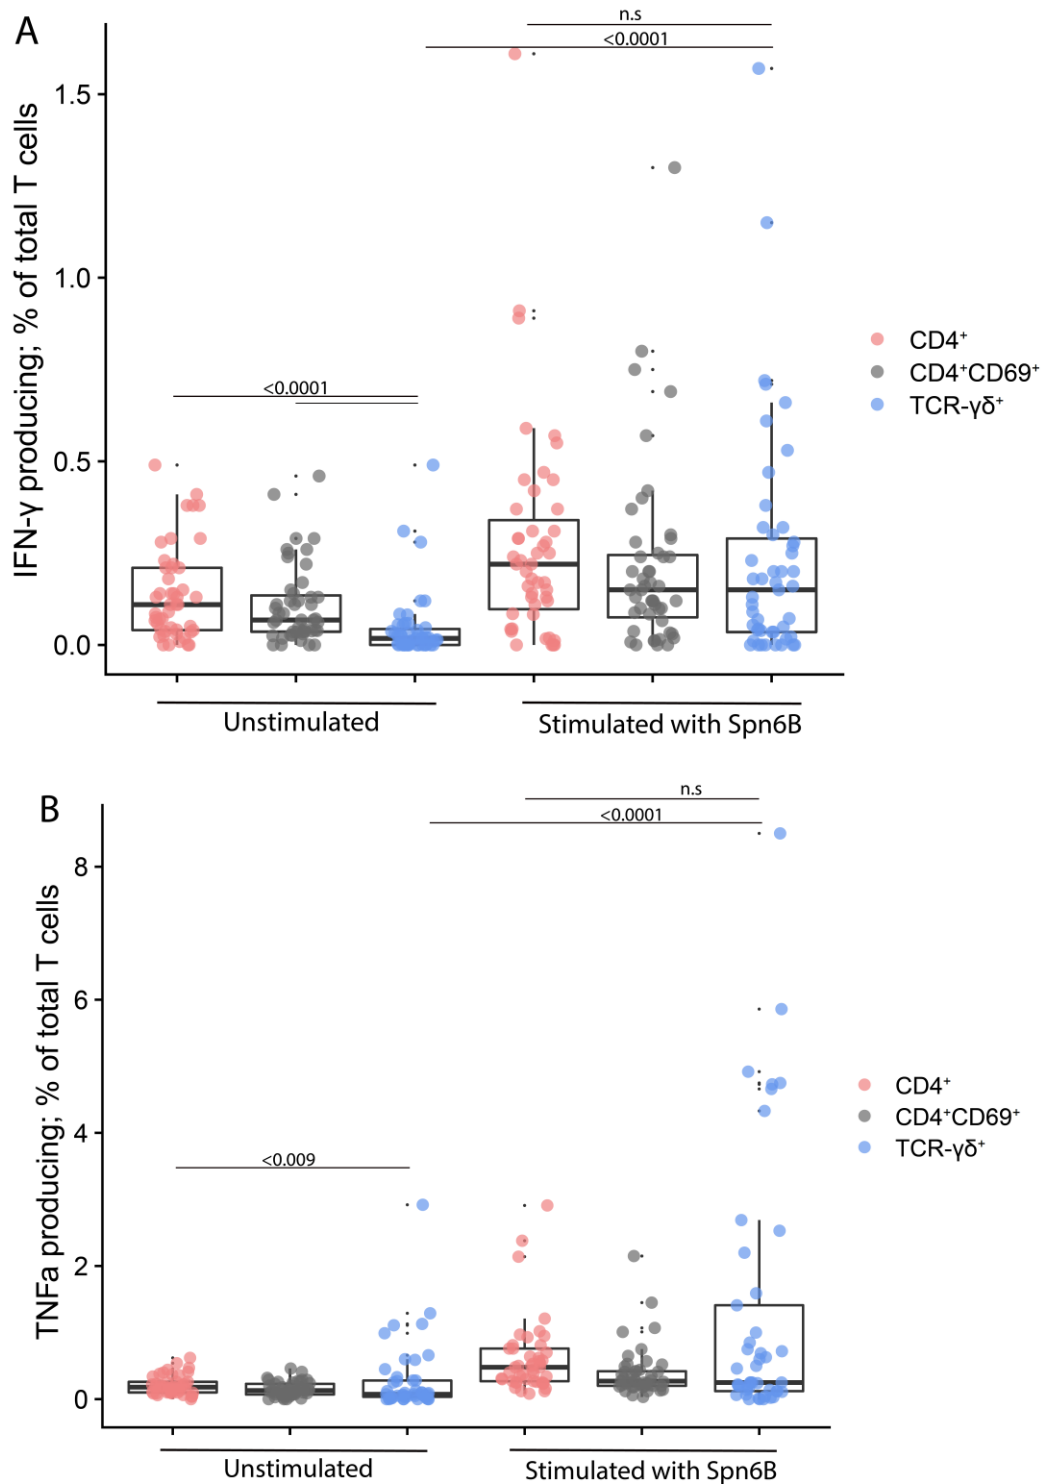 A
n.s
<0.0001
IFN-γ producing; % of total T cells
1.5
1.0
0.5
0.0
<0.0001
CD4⁺
CD4⁺CD69⁺
TCR-γδ⁺
Unstimulated
Stimulated with Spn6B
B
n.s
<0.0001
TNFa producing; % of total T cells
8
6
4
2
0
<0.009
CD4⁺
CD4⁺CD69⁺
TCR-γδ⁺
Unstimulated
Stimulated with Spn6B